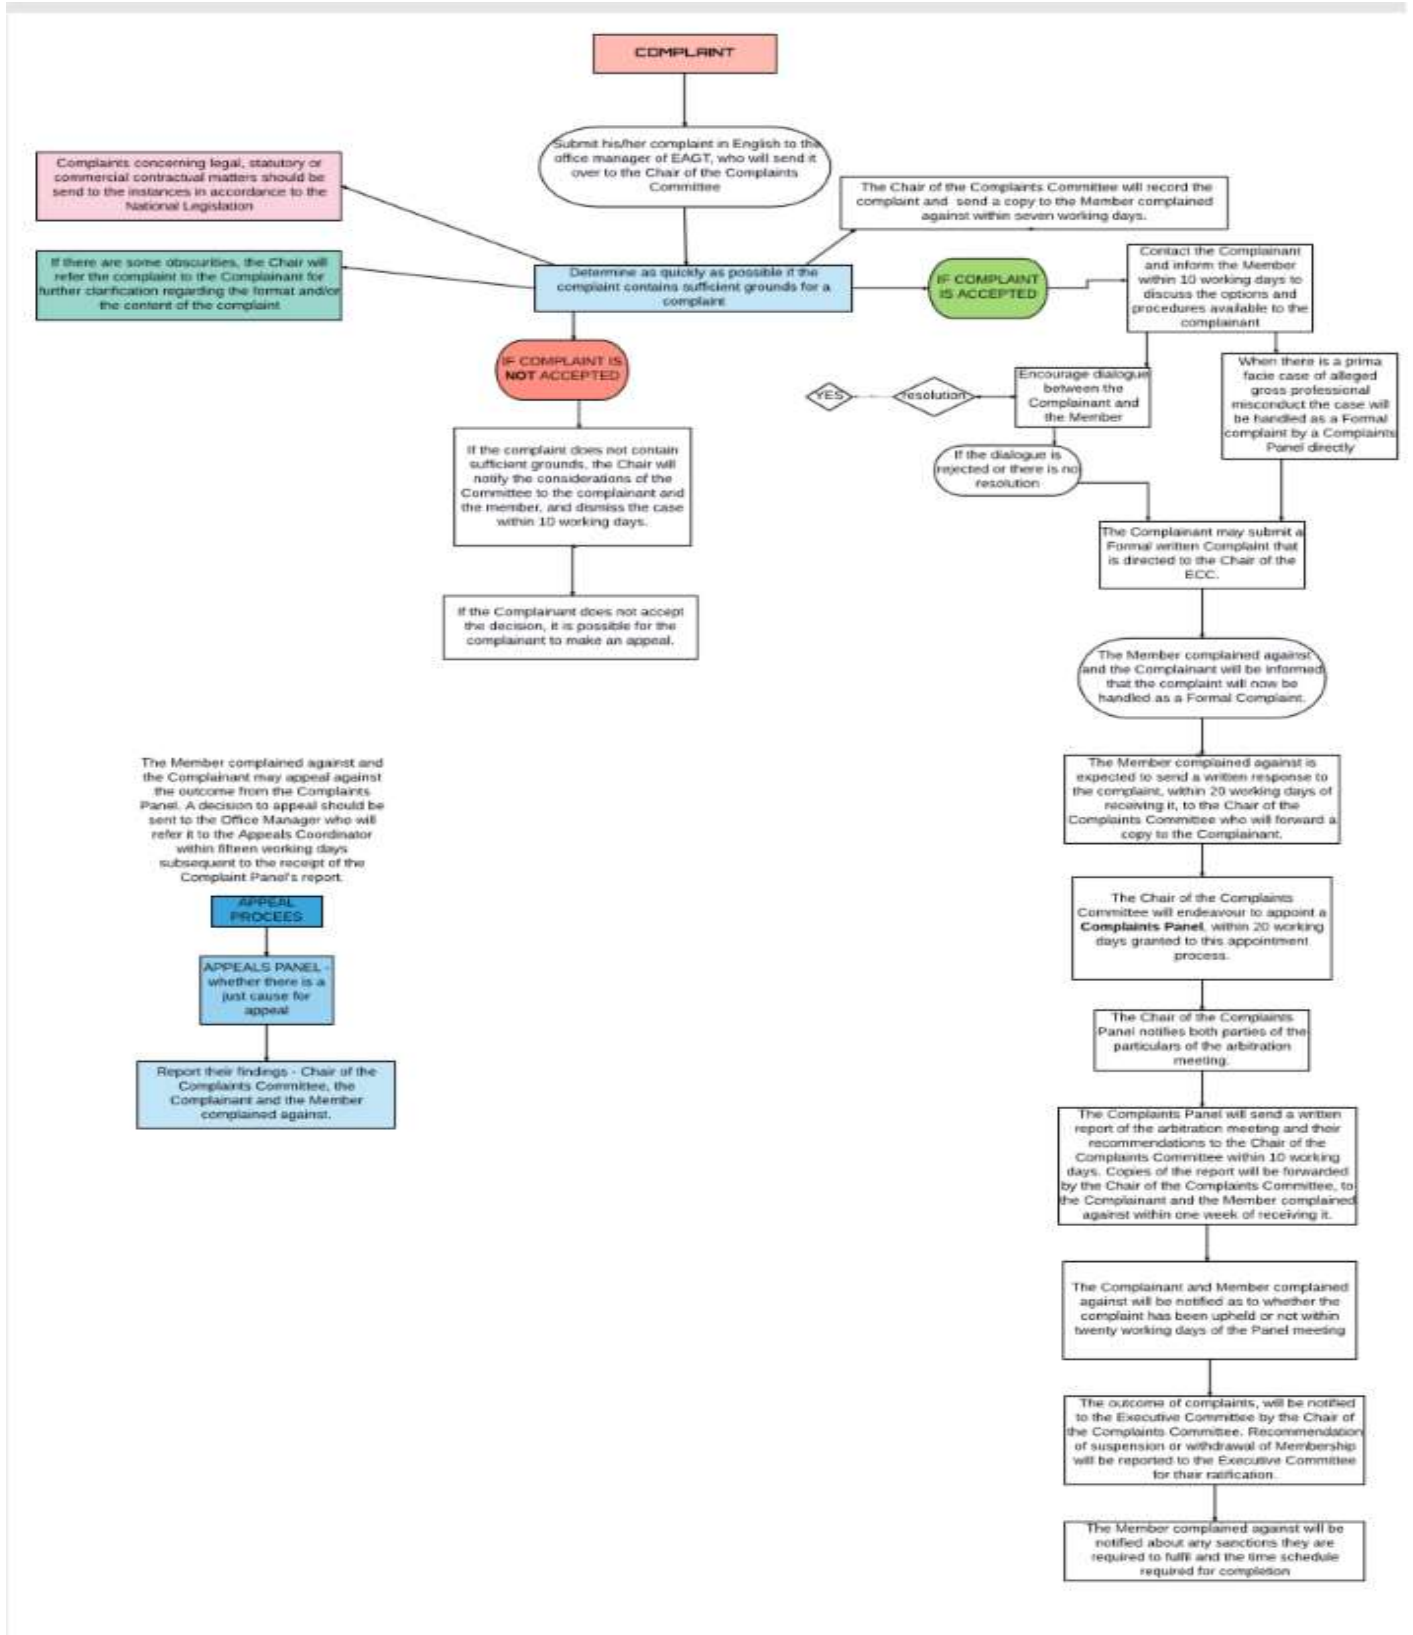 COMPLAINT
Submit his/her complaint in English to the
office manager of EAGT, who will send it
over to the Chair of the Complaints
Committee
Complaints concerning legal, statutory or
commercial contractual matters should be
send to the instances in accordance to the
National Legislation
The Chair of the Complaints Committee will record the
complaint and send a copy to the Member complained
against within seven working days.
If there are some obscurities, the Chair will
refer the complaint to the Complainant for
further clarification regarding the format and/or
the content of the complaint
Determine as quickly as possible if the
complaint contains sufficient grounds for a
complaint
IF COMPLAINT
IS ACCEPTED
Contact the Complainant
and inform the Member
within 10 working days to
discuss the options and
procedures available to the
complainant
IF COMPLAINT IS
NOT ACCEPTED
YES
resolution
Encourage dialogue
between the
Complainant and
the Member
When there is a prima
facie case of alleged
gross professional
misconduct the case will
be handled as a Formal
complaint by a Complaints
Panel directly
If the complaint does not contain
sufficient grounds, the Chair will
notify the considerations of the
Committee to the complainant and
the member, and dismiss the case
within 10 working days.
If the dialogue is
rejected or there is no
resolution
The Complainant may submit a
Formal written Complaint that
is directed to the Chair of the
ECC.
If the Complainant does not accept
the decision, it is possible for the
complainant to make an appeal.
The Member complained against
and the Complainant will be informed
that the complaint will now be
handled as a Formal Complaint.
The Member complained against is
expected to send a written response to
the complaint, within 20 working days of
receiving it, to the Chair of the
Complaints Committee who will forward a
copy to the Complainant.
The Chair of the Complaints
Committee will endeavour to appoint a
Complaints Panel, within 20 working
days granted to this appointment
process.
The Chair of the Complaints
Panel notifies both parties of the
particulars of the arbitration
meeting.
The Complaints Panel will send a written
report of the arbitration meeting and their
recommendations to the Chair of the
Complaints Committee within 10 working
days. Copies of the report will be forwarded
by the Chair of the Complaints Committee, to
the Complainant and the Member complained
against within one week of receiving it.
The Complainant and Member complained
against will be notified as to whether the
complaint has been upheld or not within
twenty working days of the Panel meeting
The outcome of complaints, will be notified
to the Executive Committee by the Chair of
the Complaints Committee. Recommendation
of suspension or withdrawal of Membership
will be reported to the Executive Committee
for their ratification.
The Member complained against will be
notified about any sanctions they are
required to fulfil and the time schedule
required for completion
The Member complained against and
the Complainant may appeal against
the outcome from the Complaints
Panel. A decision to appeal should be
sent to the Office Manager who will
refer it to the Appeals Coordinator
within fifteen working days
subsequent to the receipt of the
Complaint Panel's report.
APPEAL
PROCEES
APPEALS PANEL -
whether there is a
just cause for
appeal
Report their findings - Chair of the
Complaints Committee, the
Complainant and the Member
complained against.